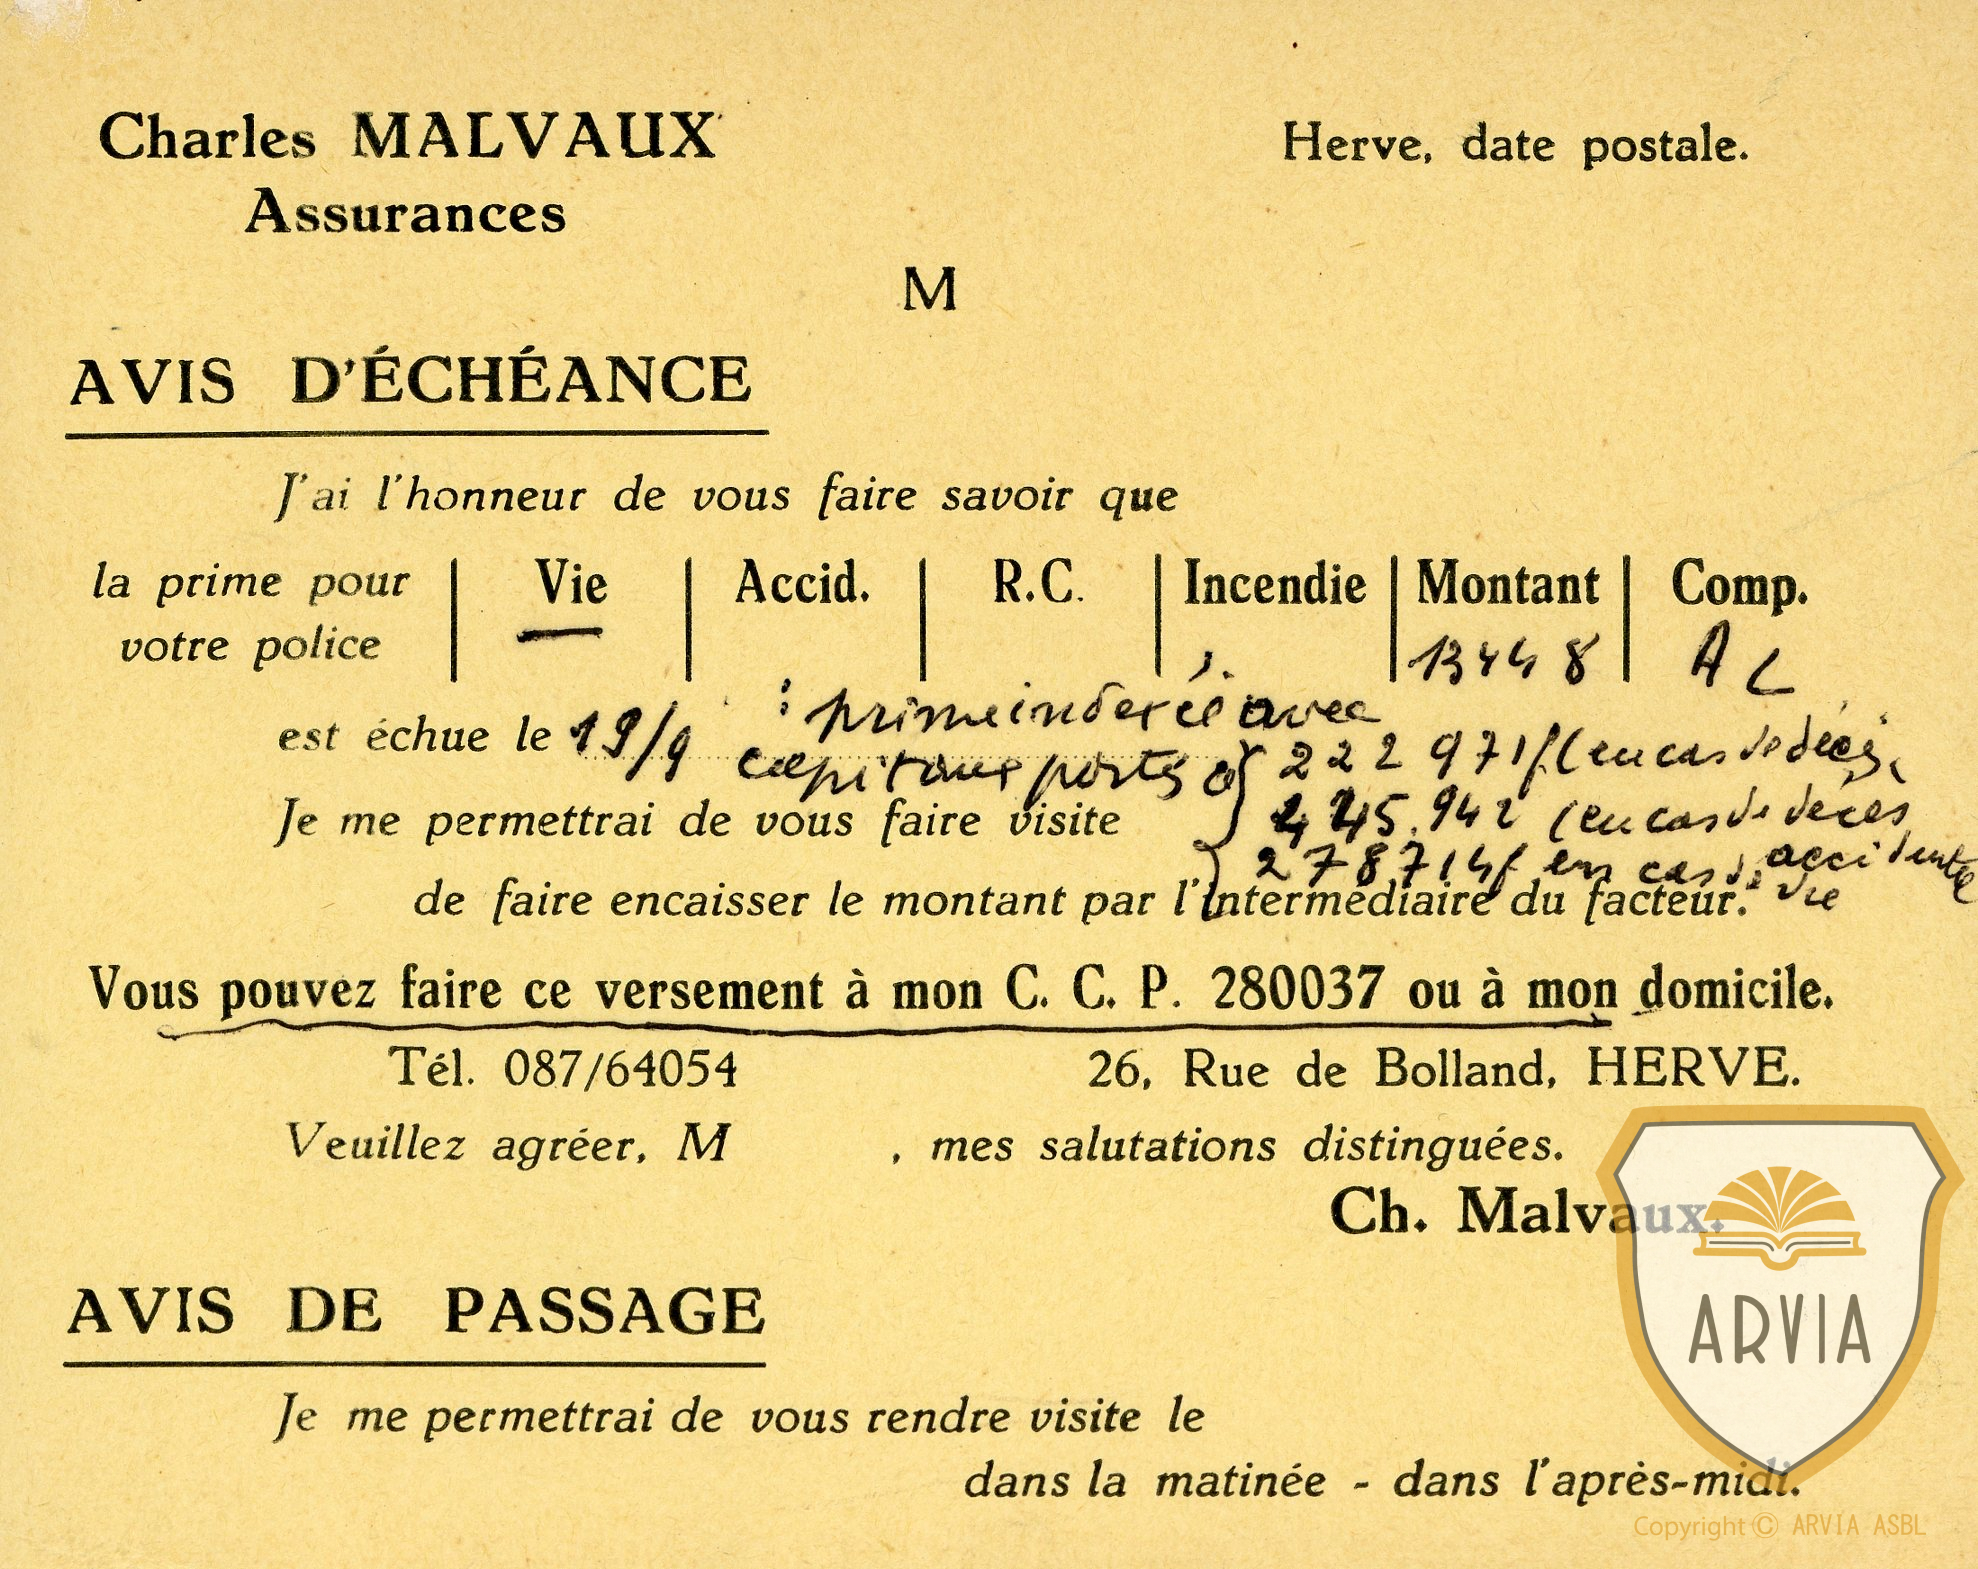 Charles MALVAUX
Assurances
Herve, date postale.
M
AVIS D'ÉCHÉANCE
J'ai l'honneur de vous faire savoir que
la prime pour votre police | Vie | Accid. | R.C. | Incendie | Montant | Comp.
13448 AL
est échue le 19/9 : prime indexée avec
capitaux portés à 222 971 f (en cas de décès,
Je me permettrai de vous faire visite
445.942 (en cas de décès accidentel
278714 f en cas de vie
de faire encaisser le montant par l'intermédiaire du facteur.
Vous pouvez faire ce versement à mon C. C. P. 280037 ou à mon domicile.
Tél. 087/64054 26, Rue de Bolland, HERVE.
Veuillez agréer, M , mes salutations distinguées.
Ch. Malvaux.
AVIS DE PASSAGE
Je me permettrai de vous rendre visite le
dans la matinée - dans l'après-midi.
ARVIA
Copyright © ARVIA ASBL